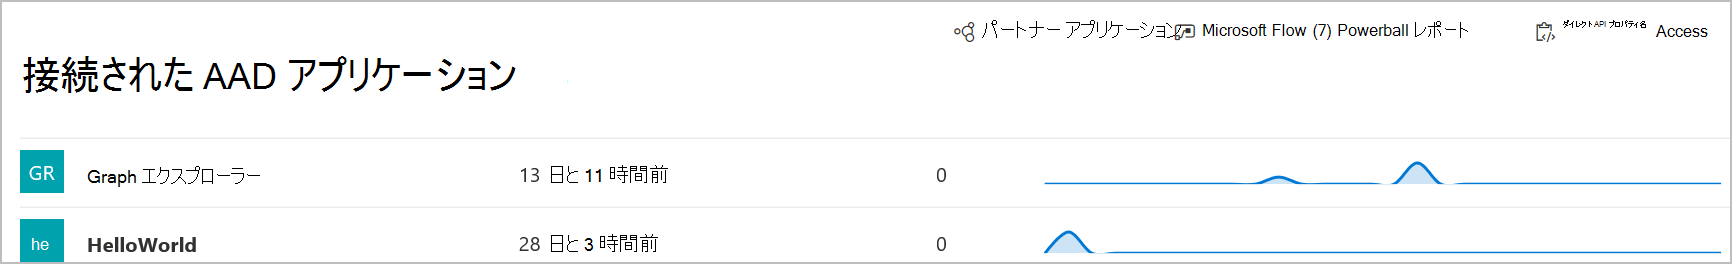 パートナー アプリケーション Microsoft Flow (7) Powerball レポート ダイレクト API プロパティ名 Access
接続された AAD アプリケーション
GR Graph エクスプローラー 13 日と 11 時間前 0
he HelloWorld 28 日と 3 時間前 0